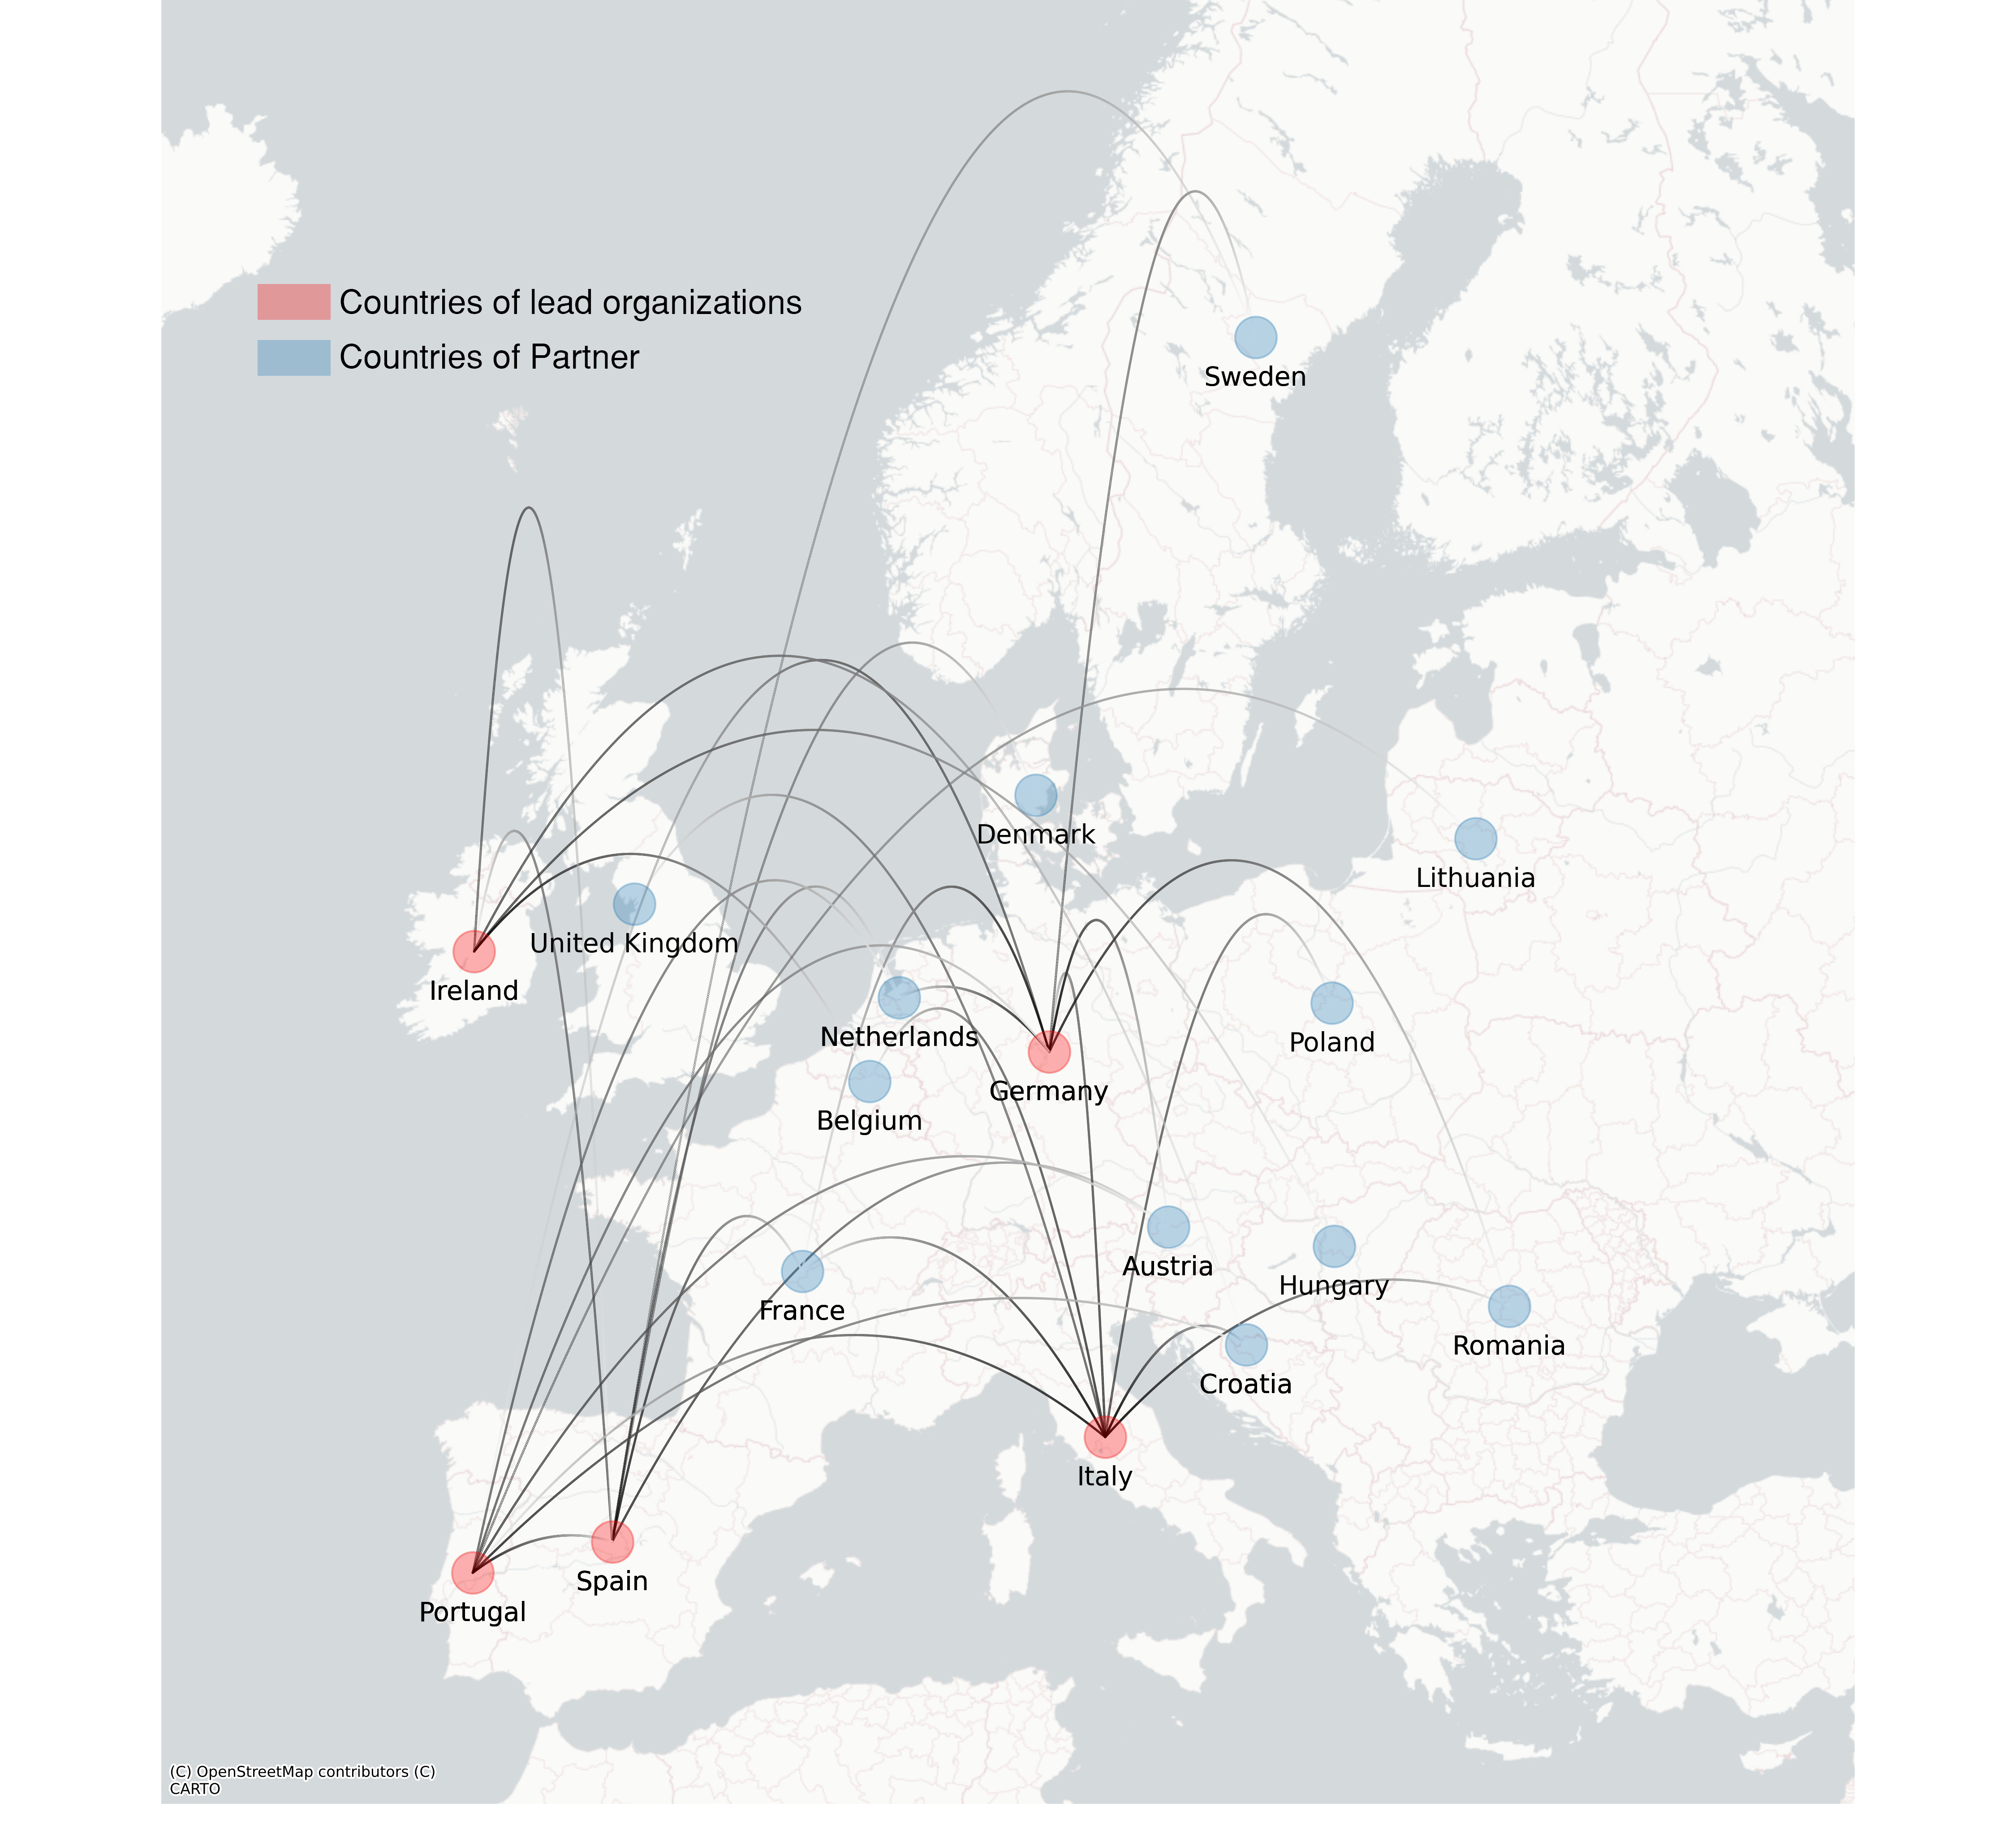 Countries of lead organizations
Countries of Partner
Sweden
Denmark
Lithuania
United Kingdom
Ireland
Netherlands
Poland
Germany
Belgium
Austria
Hungary
France
Romania
Croatia
Italy
Spain
Portugal
(C) OpenStreetMap contributors (C)
CARTO